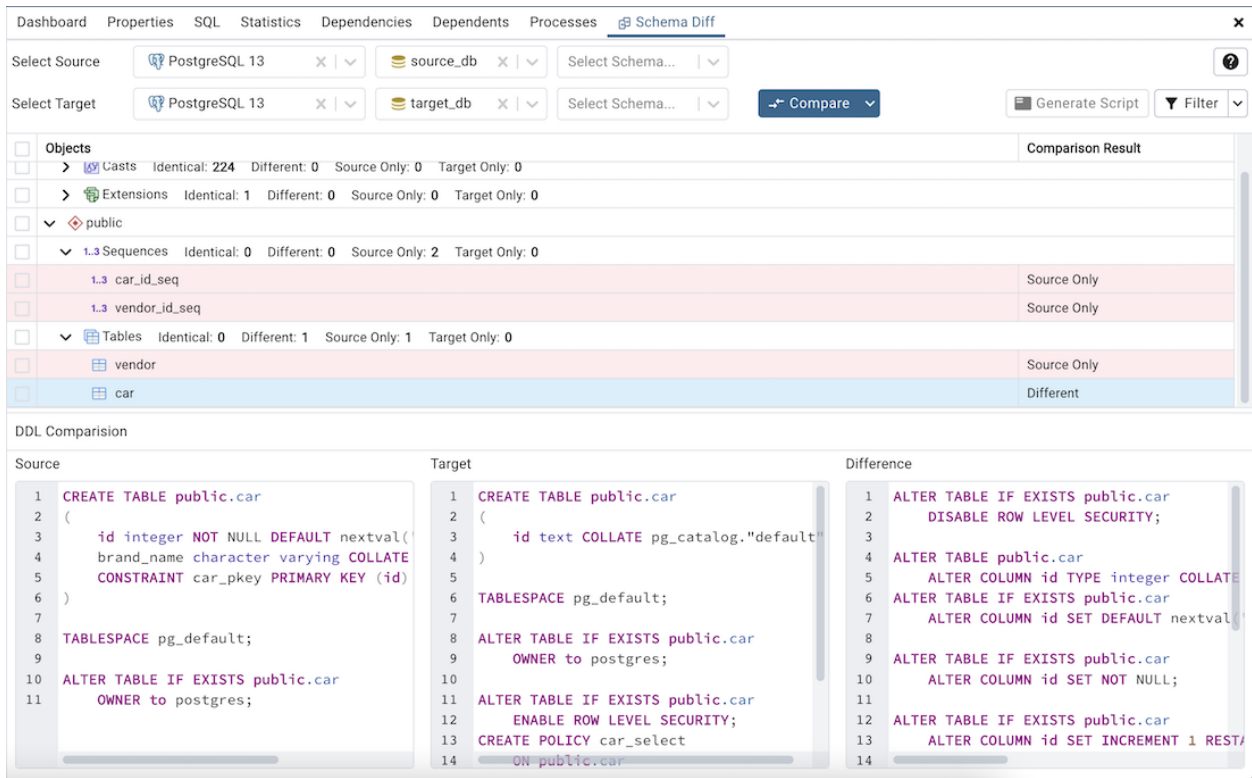 Dashboard Properties SQL Statistics Dependencies Dependents Processes Schema Diff
Select Source PostgreSQL 13 source_db Select Schema...
Select Target PostgreSQL 13 target_db Select Schema... Compare Generate Script Filter
Objects Comparison Result
Casts Identical: 224 Different: 0 Source Only: 0 Target Only: 0
Extensions Identical: 1 Different: 0 Source Only: 0 Target Only: 0
public
1..3 Sequences Identical: 0 Different: 0 Source Only: 2 Target Only: 0
1..3 car_id_seq Source Only
1..3 vendor_id_seq Source Only
Tables Identical: 0 Different: 1 Source Only: 1 Target Only: 0
vendor Source Only
car Different
DDL Comparision
Source
1 CREATE TABLE public.car
2 (
3 id integer NOT NULL DEFAULT nextval('
4 brand_name character varying COLLATE
5 CONSTRAINT car_pkey PRIMARY KEY (id)
6 )
7
8 TABLESPACE pg_default;
9
10 ALTER TABLE IF EXISTS public.car
11 OWNER to postgres;
Target
1 CREATE TABLE public.car
2 (
3 id text COLLATE pg_catalog."default"
4 )
5
6 TABLESPACE pg_default;
7
8 ALTER TABLE IF EXISTS public.car
9 OWNER to postgres;
10
11 ALTER TABLE IF EXISTS public.car
12 ENABLE ROW LEVEL SECURITY;
13 CREATE POLICY car_select
14 ON public.car
Difference
1 ALTER TABLE IF EXISTS public.car
2 DISABLE ROW LEVEL SECURITY;
3
4 ALTER TABLE public.car
5 ALTER COLUMN id TYPE integer COLLATE
6 ALTER TABLE IF EXISTS public.car
7 ALTER COLUMN id SET DEFAULT nextval('
8
9 ALTER TABLE IF EXISTS public.car
10 ALTER COLUMN id SET NOT NULL;
11
12 ALTER TABLE IF EXISTS public.car
13 ALTER COLUMN id SET INCREMENT 1 RESTA
14